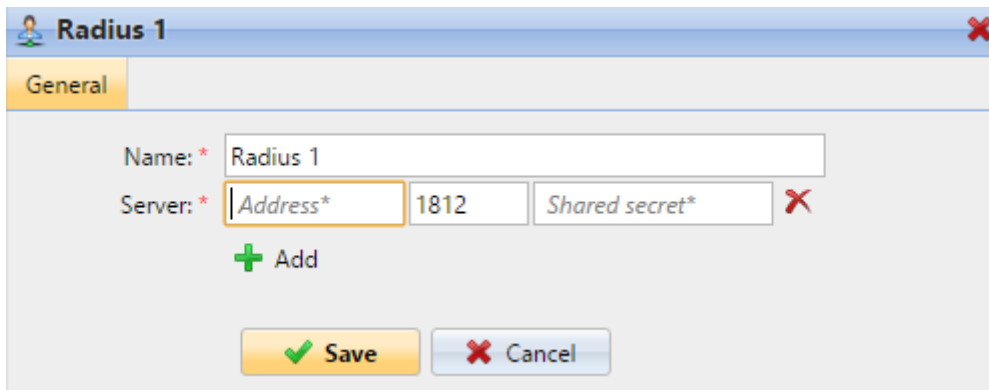 Radius 1
General
Name: * Radius 1
Server: * Address* 1812 Shared secret*
Add
Save Cancel